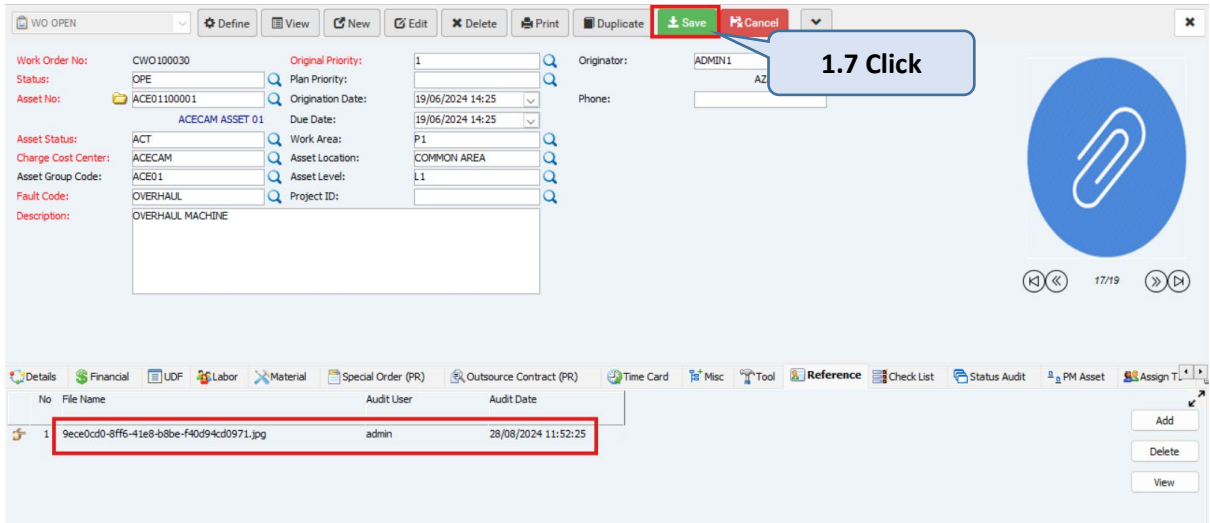 WO OPEN Define View New Edit Delete Print Duplicate Save Cancel
1.7 Click
Work Order No: CWO100030 Original Priority: 1 Originator: ADMIN1
Status: OPE Plan Priority: AZ
Asset No: ACE01100001 Origination Date: 19/06/2024 14:25 Phone:
ACECAM ASSET 01 Due Date: 19/06/2024 14:25
Asset Status: ACT Work Area: P1
Charge Cost Center: ACECAM Asset Location: COMMON AREA
Asset Group Code: ACE01 Asset Level: L1
Fault Code: OVERHAUL Project ID:
Description: OVERHAUL MACHINE
17/19
Details Financial UDF Labor Material Special Order (PR) Outsource Contract (PR) Time Card Misc Tool Reference Check List Status Audit PM Asset Assign T
No File Name Audit User Audit Date
1 9ece0cd0-8ff6-41e8-b8be-f40d94cd0971.jpg admin 28/08/2024 11:52:25
Add
Delete
View